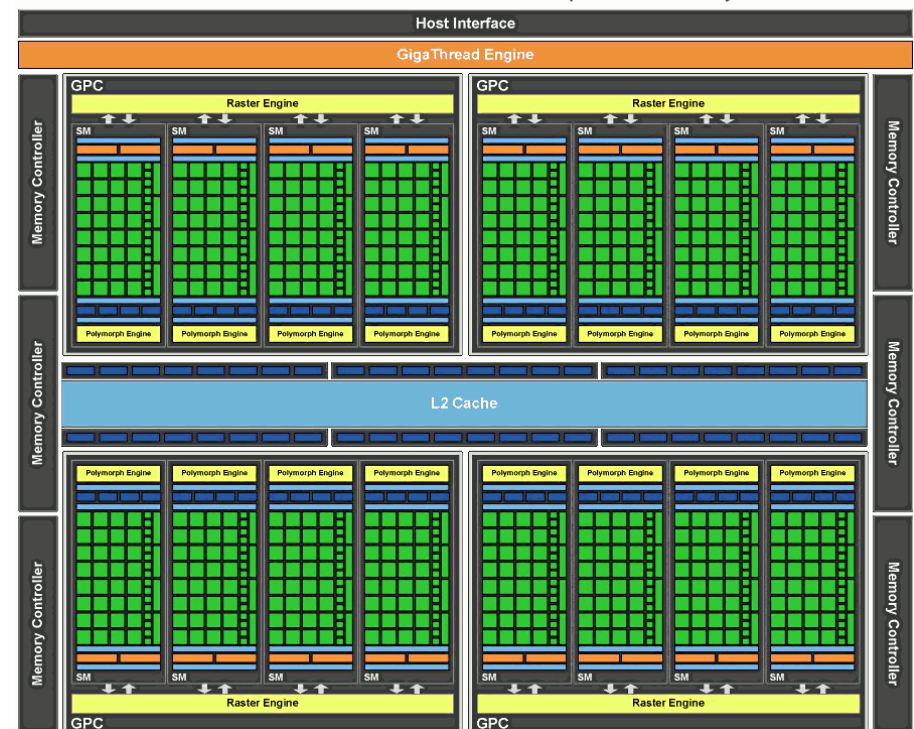 Host Interface
GigaThread Engine
GPC
GPC
Raster Engine
Raster Engine
SM
SM
SM
SM
SM
SM
SM
SM
Memory Controller
Memory Controller
Polymorph Engine
Polymorph Engine
Polymorph Engine
Polymorph Engine
Polymorph Engine
Polymorph Engine
Polymorph Engine
Polymorph Engine
Memory Controller
L2 Cache
Memory Controller
Polymorph Engine
Polymorph Engine
Polymorph Engine
Polymorph Engine
Polymorph Engine
Polymorph Engine
Polymorph Engine
Polymorph Engine
Memory Controller
Memory Controller
SM
SM
SM
SM
SM
SM
SM
SM
Raster Engine
Raster Engine
GPC
GPC